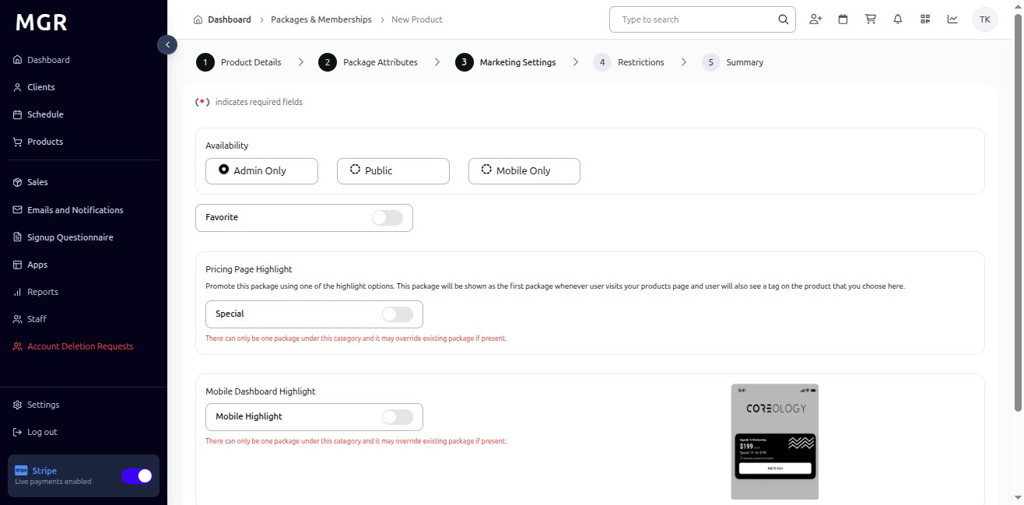 MGR
Dashboard
Clients
Schedule
Products
Sales
Emails and Notifications
Signup Questionnaire
Apps
Reports
Staff
Account Deletion Requests
Settings
Log out
stripe
Stripe
Live payments enabled
Dashboard > Packages & Memberships > New Product
Type to search
TK
1 Product Details > 2 Package Attributes > 3 Marketing Settings > 4 Restrictions > 5 Summary
(*) indicates required fields
Availability
Admin Only Public Mobile Only
Favorite
Pricing Page Highlight
Promote this package using one of the highlight options. This package will be shown as the first package whenever user visits your products page and user will also see a tag on the product that you choose here.
Special
There can only be one package under this category and it may override existing package if present.
Mobile Dashboard Highlight
Mobile Highlight
There can only be one package under this category and it may override existing package if present.
9:41
COREOLOGY
Upgrade To Membership
$199
Add To Cart